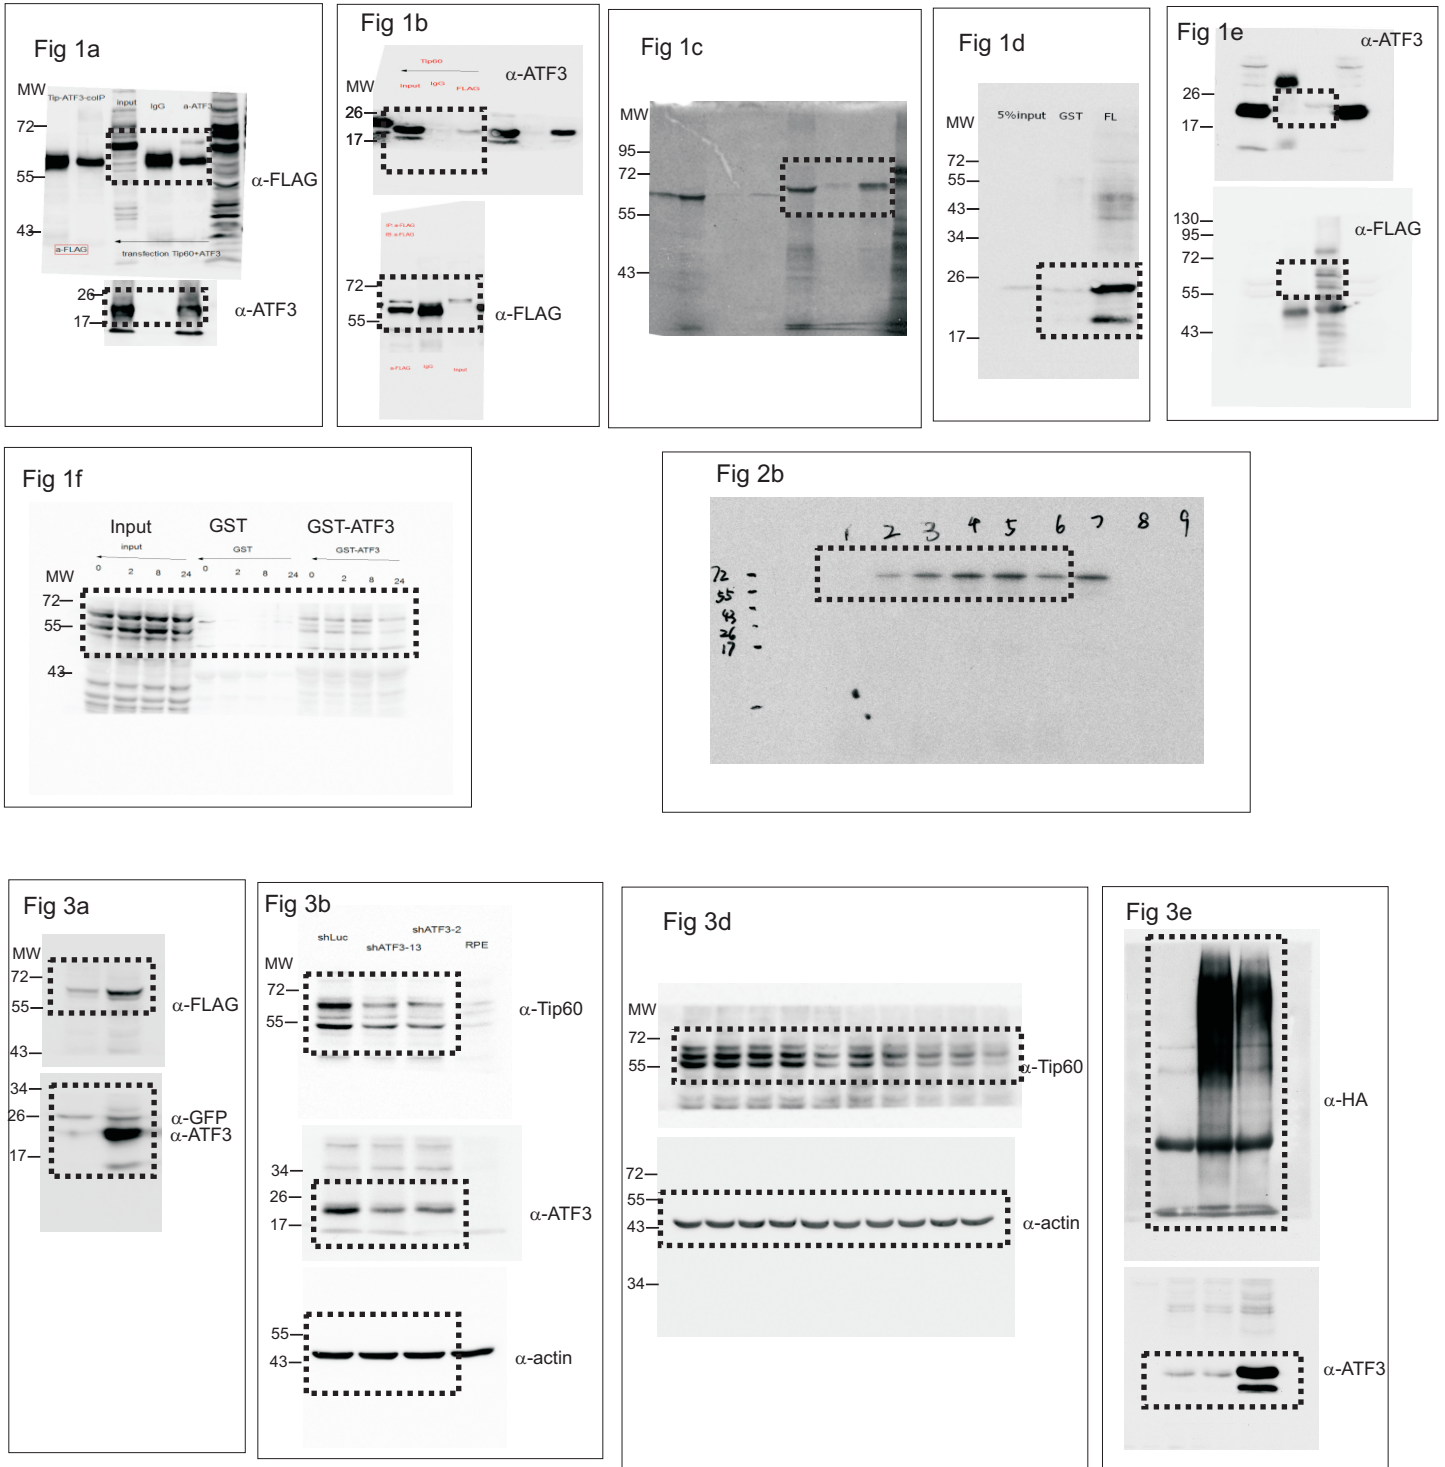 Fig 1a
MW
Tip-ATF3-coIP
input
IgG
a-ATF3
72
55
43
α-FLAG
a-FLAG
transfection Tip60+ATF3
26
17
α-ATF3
Fig 1b
Tip60
MW
Input
IgG
FLAG
α-ATF3
26
17
IP: a-FLAG
IB: a-FLAG
72
55
α-FLAG
a-FLAG
IgG
Input
Fig 1c
MW
95
72
55
43
Fig 1d
MW
5%input
GST
FL
72
55
43
34
26
17
Fig 1e
α-ATF3
26
17
130
95
72
55
43
α-FLAG
Fig 1f
Input
GST
GST-ATF3
input
GST
GST-ATF3
0 2 8 24 0 2 8 24 0 2 8 24
MW
72
55
43
Fig 2b
1 2 3 4 5 6 7 8 9
72
55
43
26
17
Fig 3a
MW
72
55
43
α-FLAG
34
26
17
α-GFP
α-ATF3
Fig 3b
shLuc
shATF3-13
shATF3-2
RPE
MW
72
55
α-Tip60
34
26
17
α-ATF3
55
43
α-actin
Fig 3d
MW
72
55
α-Tip60
72
55
43
34
α-actin
Fig 3e
α-HA
α-ATF3